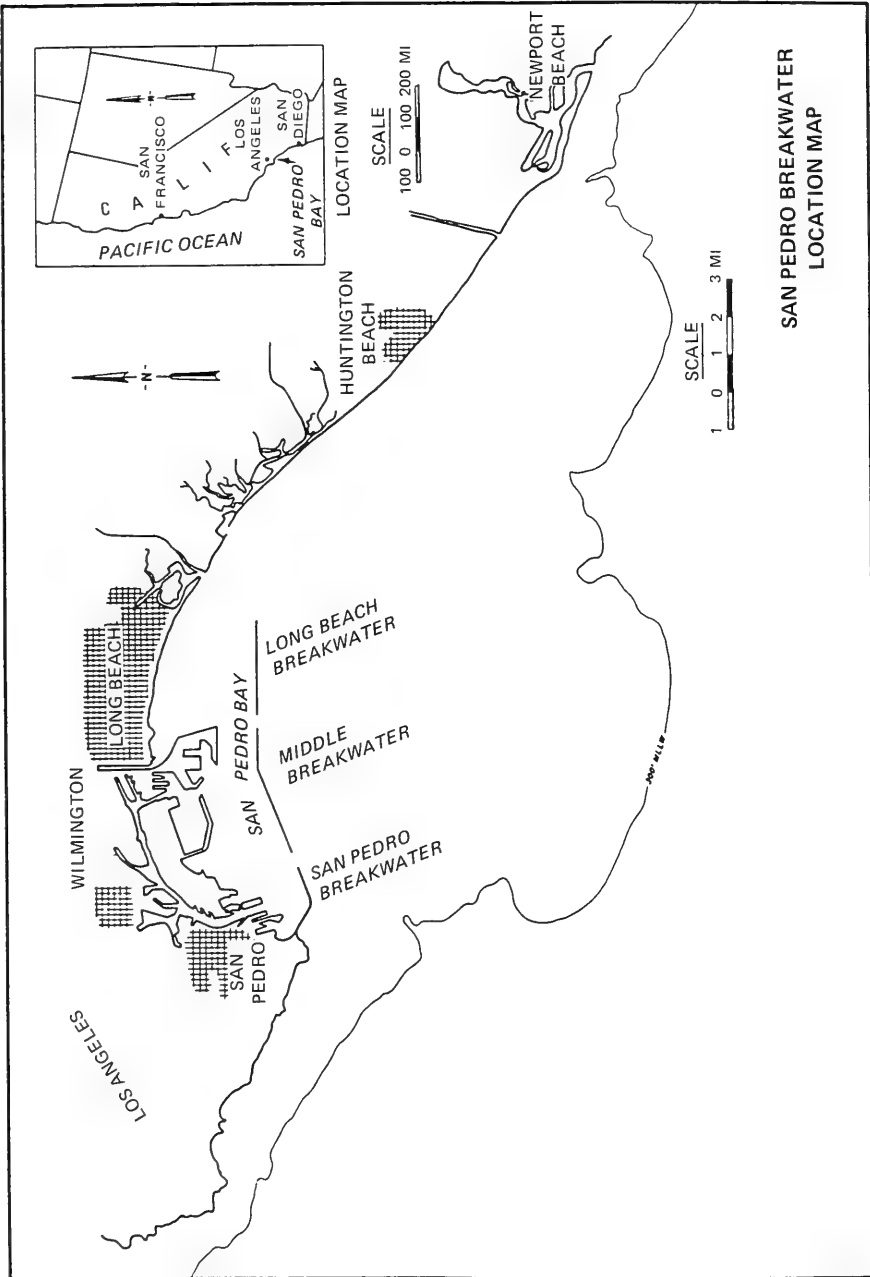 LOS ANGELES
WILMINGTON
SAN
PEDRO
LONG BEACH
SAN PEDRO BAY
SAN PEDRO
BREAKWATER
MIDDLE
BREAKWATER
LONG BEACH
BREAKWATER
-N-
HUNTINGTON
BEACH
NEWPORT
BEACH
PACIFIC OCEAN
CALIF
SAN
FRANCISCO
LOS
ANGELES
SAN
DIEGO
SAN PEDRO
BAY
-N-
LOCATION MAP
SCALE
100 0 100 200 MI
SCALE
1 0 1 2 3 MI
SAN PEDRO BREAKWATER
LOCATION MAP